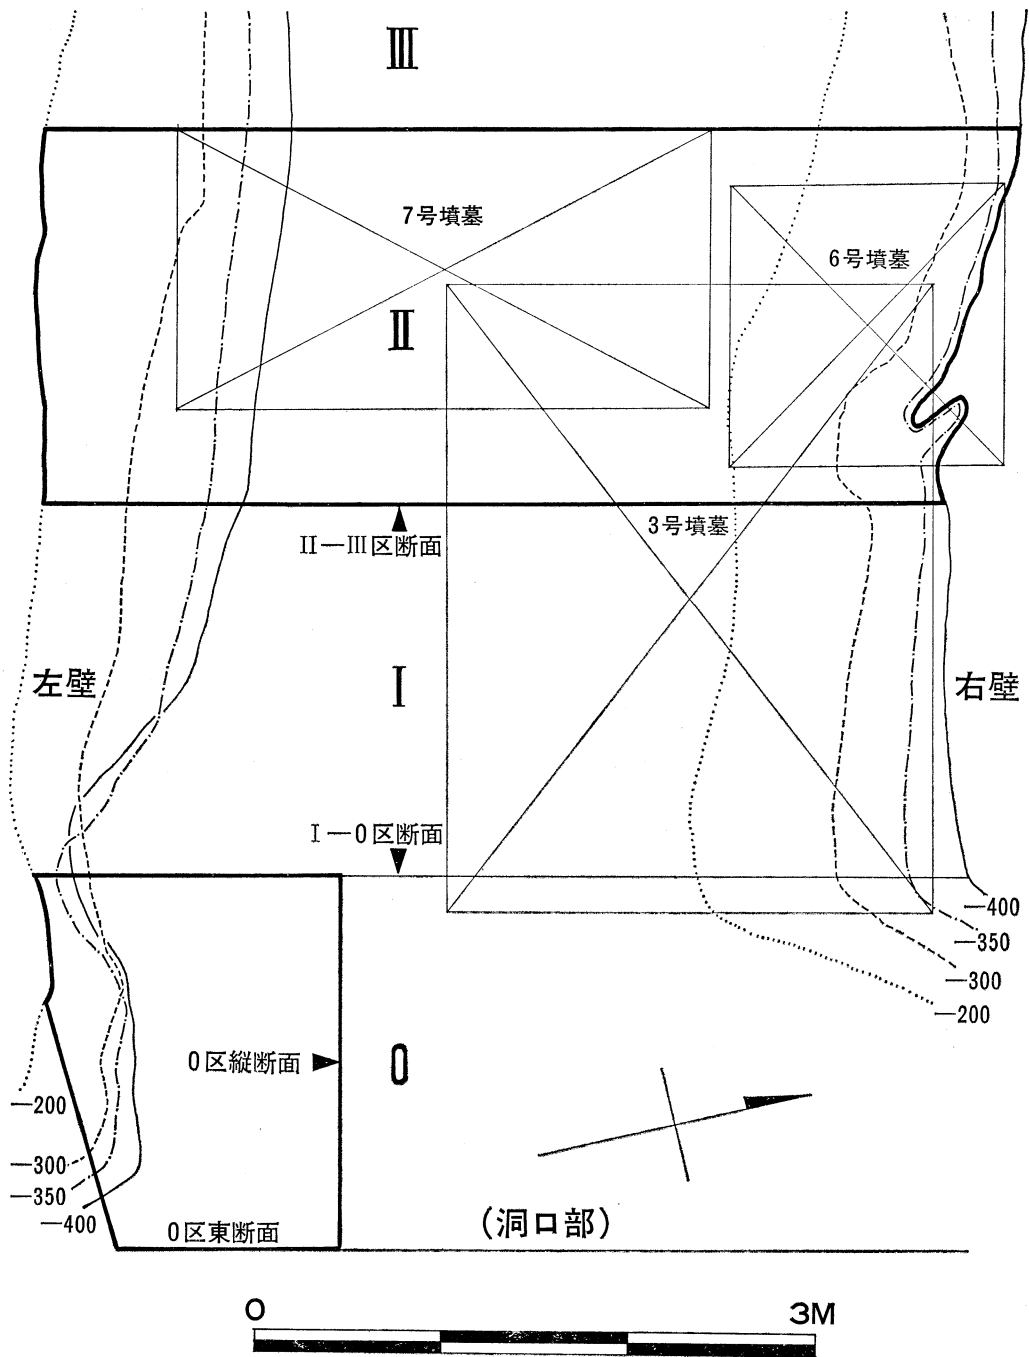 III
7号墳墓
6号墳墓
II
3号墳墓
II—III区断面
左壁
I
右壁
I—0区断面
—400
—350
—300
—200
0区縦断面
0
—200
—300
—350
—400
0区東断面
(洞口部)
0 3M